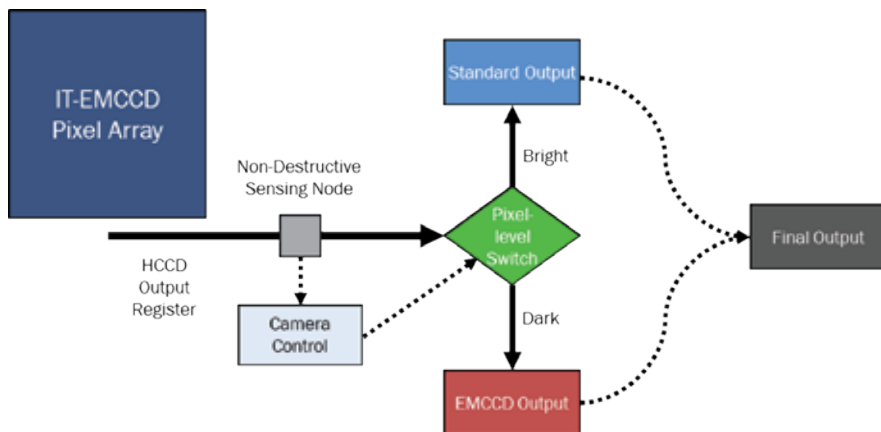 IT-EMCCD
Pixel Array
Non-Destructive
Sensing Node
HCCD
Output
Register
Camera
Control
Standard Output
Bright
Pixel-
level
Switch
Dark
EMCCD Output
Final Output